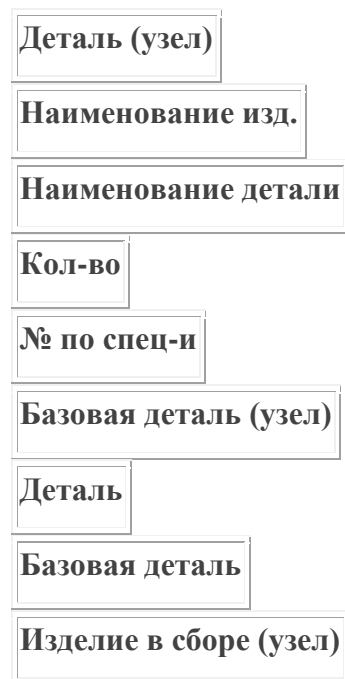 Деталь (узел)
Наименование изд.
Наименование детали
Кол-во
№ по спец-и
Базовая деталь (узел)
Деталь
Базовая деталь
Изделие в сборе (узел)